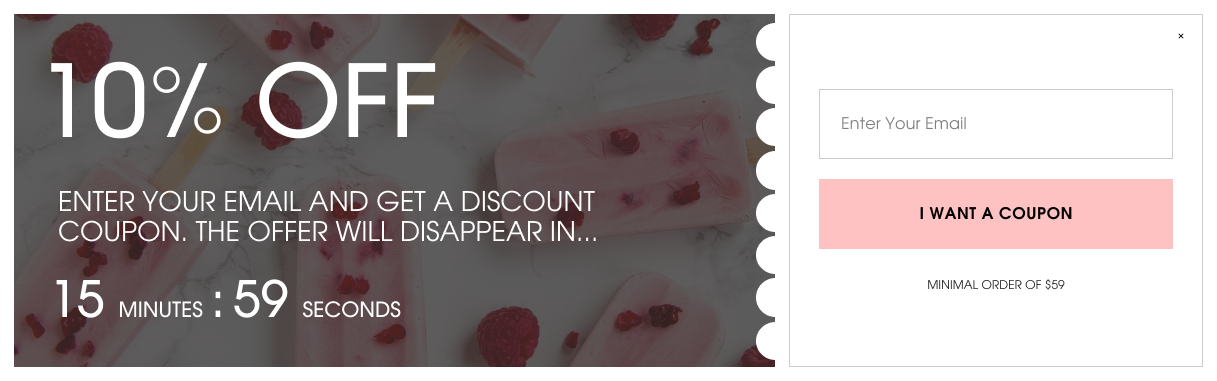 10% OFF
ENTER YOUR EMAIL AND GET A DISCOUNT
COUPON. THE OFFER WILL DISAPPEAR IN...
15 MINUTES : 59 SECONDS
×
Enter Your Email
I WANT A COUPON
MINIMAL ORDER OF $59